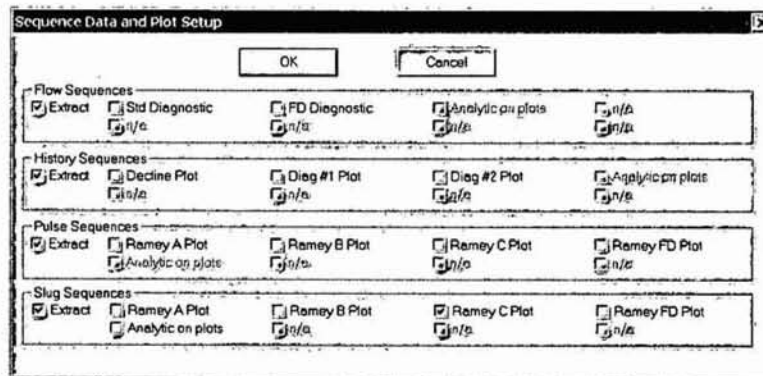 Sequence Data and Plot Setup
OK Cancel
Flow Sequences
Extract Std Diagnostic FD Diagnostic Analytic on plots n/a
n/a n/a n/a n/a
History Sequences
Extract Decline Plot Diag #1 Plot Diag #2 Plot Analytic on plots
n/a n/a n/a
Pulse Sequences
Extract Ramey A Plot Ramey B Plot Ramey C Plot Ramey FD Plot
Analytic on plots n/a n/a n/a
Slug Sequences
Extract Ramey A Plot Ramey B Plot Ramey C Plot Ramey FD Plot
Analytic on plots n/a n/a n/a